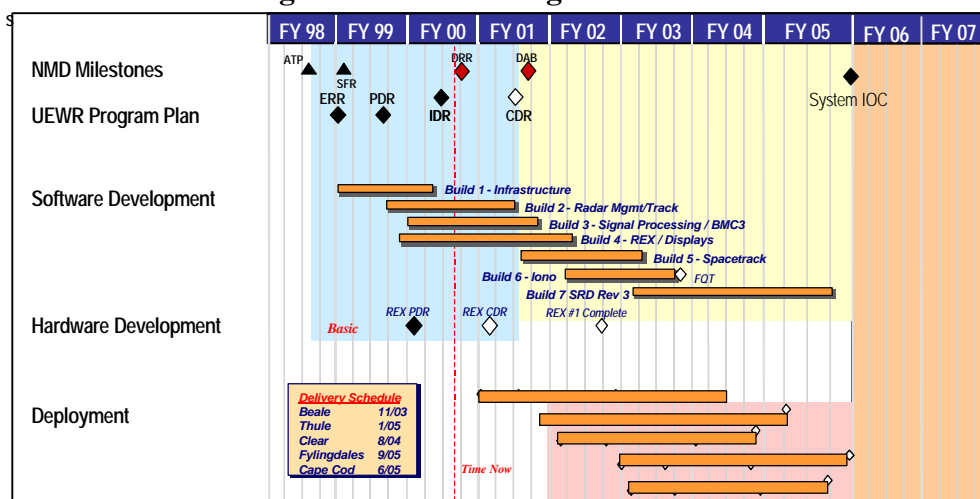 S
FY 98 FY 99 FY 00 FY 01 FY 02 FY 03 FY 04 FY 05 FY 06 FY 07
NMD Milestones
ATP
SFR
DRR
DAB
System IOC
UEWR Program Plan
ERR
PDR
IDR
CDR
Software Development
Build 1 - Infrastructure
Build 2 - Radar Mgmt/Track
Build 3 - Signal Processing / BMC3
Build 4 - REX / Displays
Build 5 - Spacetrack
Build 6 - Iono
FQT
Build 7 SRD Rev 3
Hardware Development
Basic
REX PDR
REX CDR
REX #1 Complete
Deployment
Delivery Schedule
Beale 11/03
Thule 1/05
Clear 8/04
Fylingdales 9/05
Cape Cod 6/05
Time Now